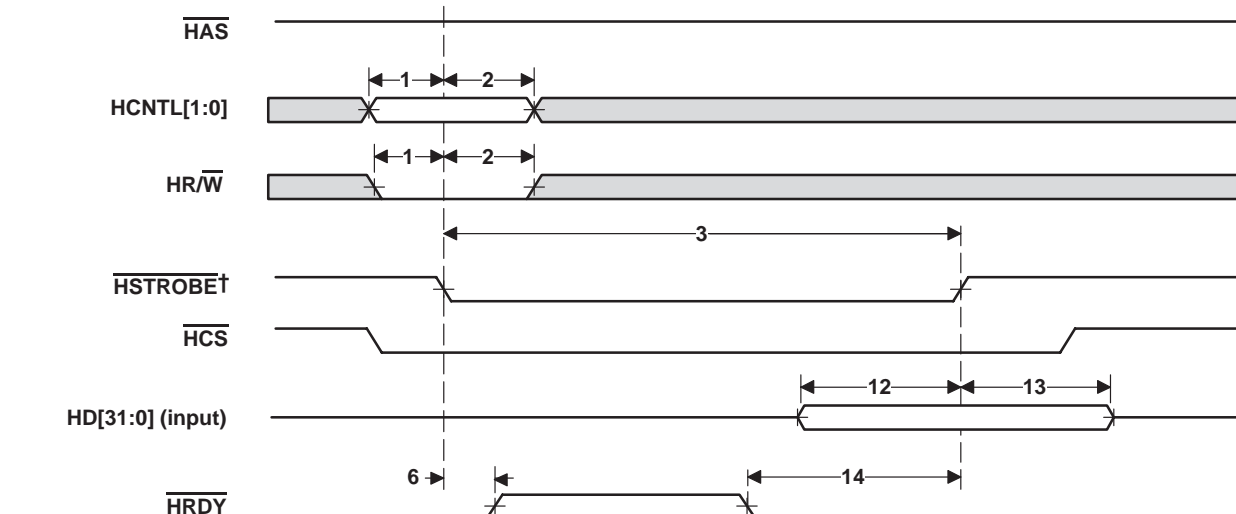 HAS
1 2
HCNTL[1:0]
1 2
HR/W
3
HSTROBE†
HCS
12 13
HD[31:0] (input)
6 14
HRDY